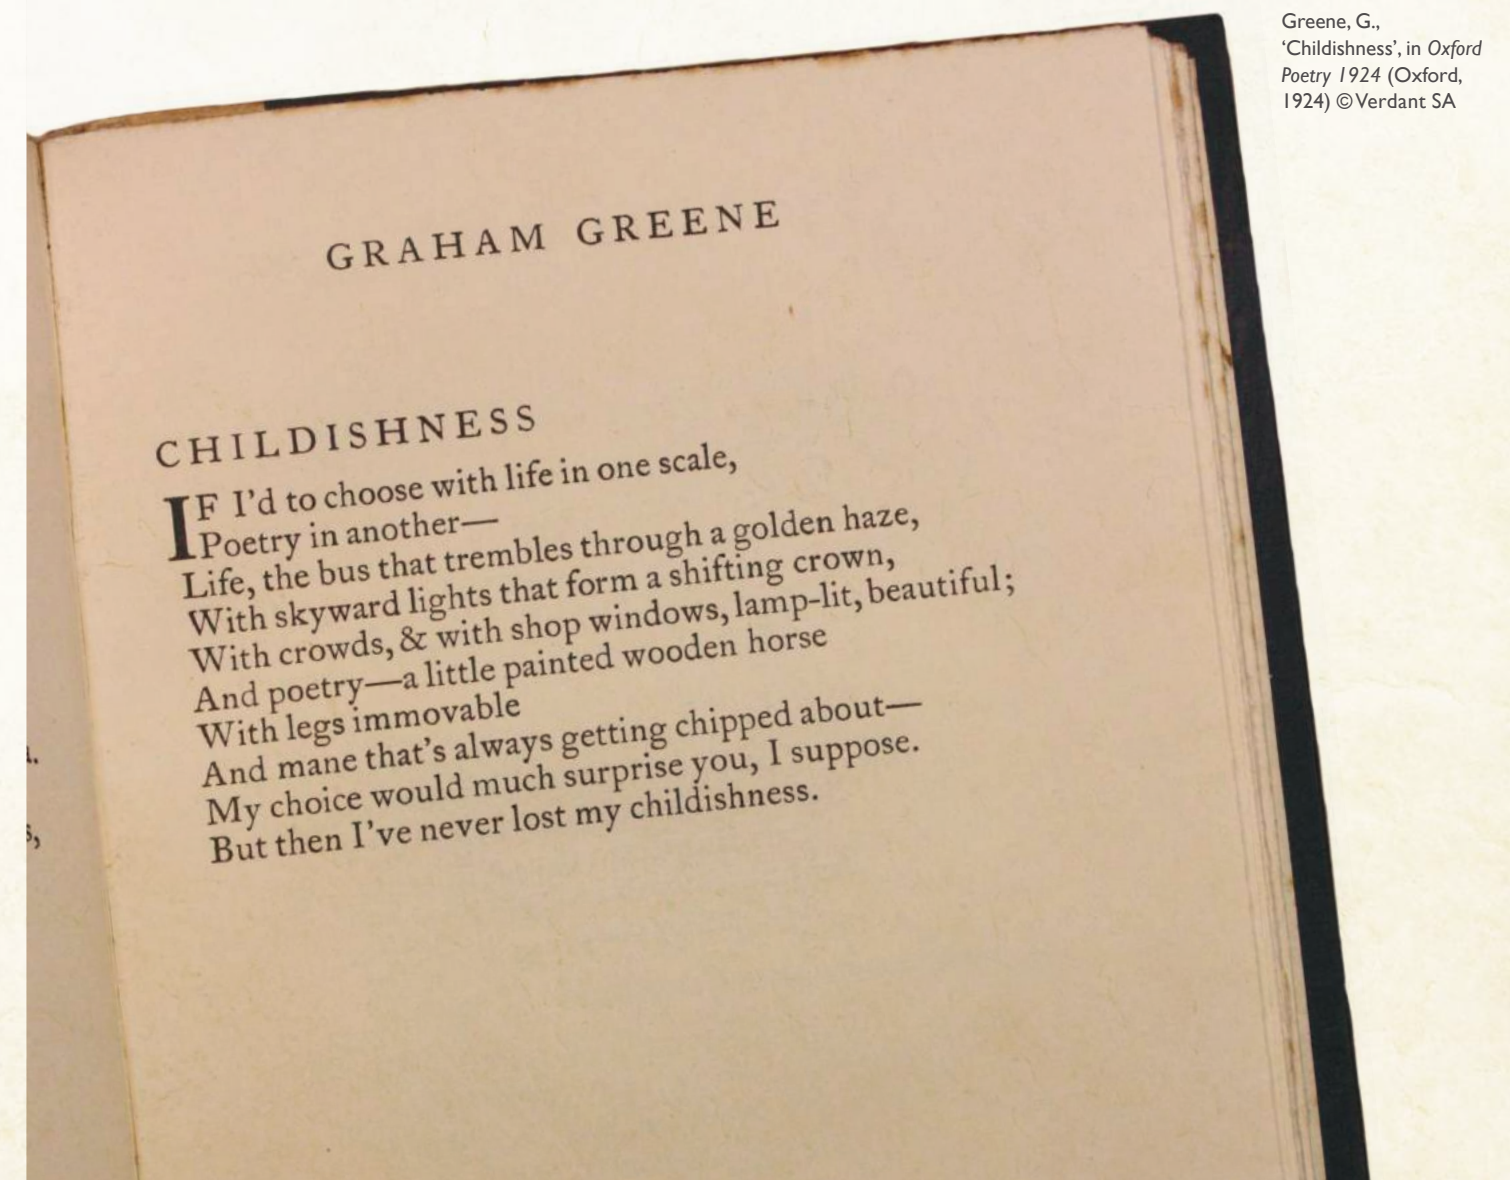 Greene, G.,
‘Childishness’, in Oxford
Poetry 1924 (Oxford,
1924) © Verdant SA
GRAHAM GREENE
CHILDISHNESS
IF I’d to choose with life in one scale,
Poetry in another—
Life, the bus that trembles through a golden haze,
With skyward lights that form a shifting crown,
With crowds, & with shop windows, lamp-lit, beautiful;
And poetry—a little painted wooden horse
With legs immovable
And mane that’s always getting chipped about—
My choice would much surprise you, I suppose.
But then I’ve never lost my childishness.